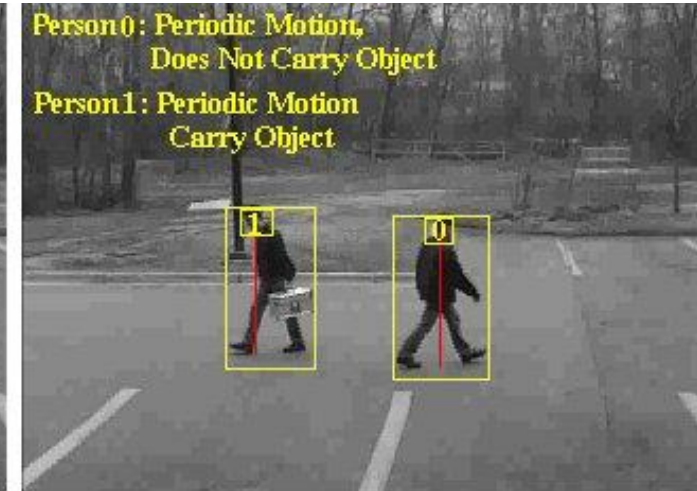 Person0: Periodic Motion,
Does Not Carry Object
Person1: Periodic Motion
Carry Object
1
0